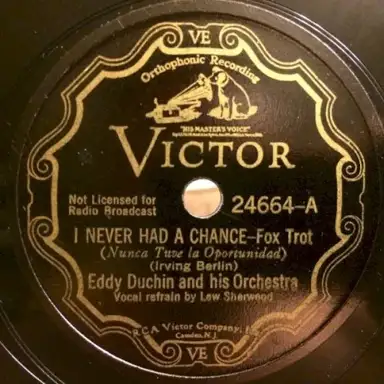 VE
Orthophonic Recording
"HIS MASTER'S VOICE"
VICTOR
Not Licensed for
Radio Broadcast
24664-A
I NEVER HAD A CHANCE-Fox Trot
(Nunca Tuve la Oportunidad)
(Irving Berlin)
Eddy Duchin and his Orchestra
Vocal refrain by Lew Sherwood
RCA Victor Company,
Camden, N.J.
VE